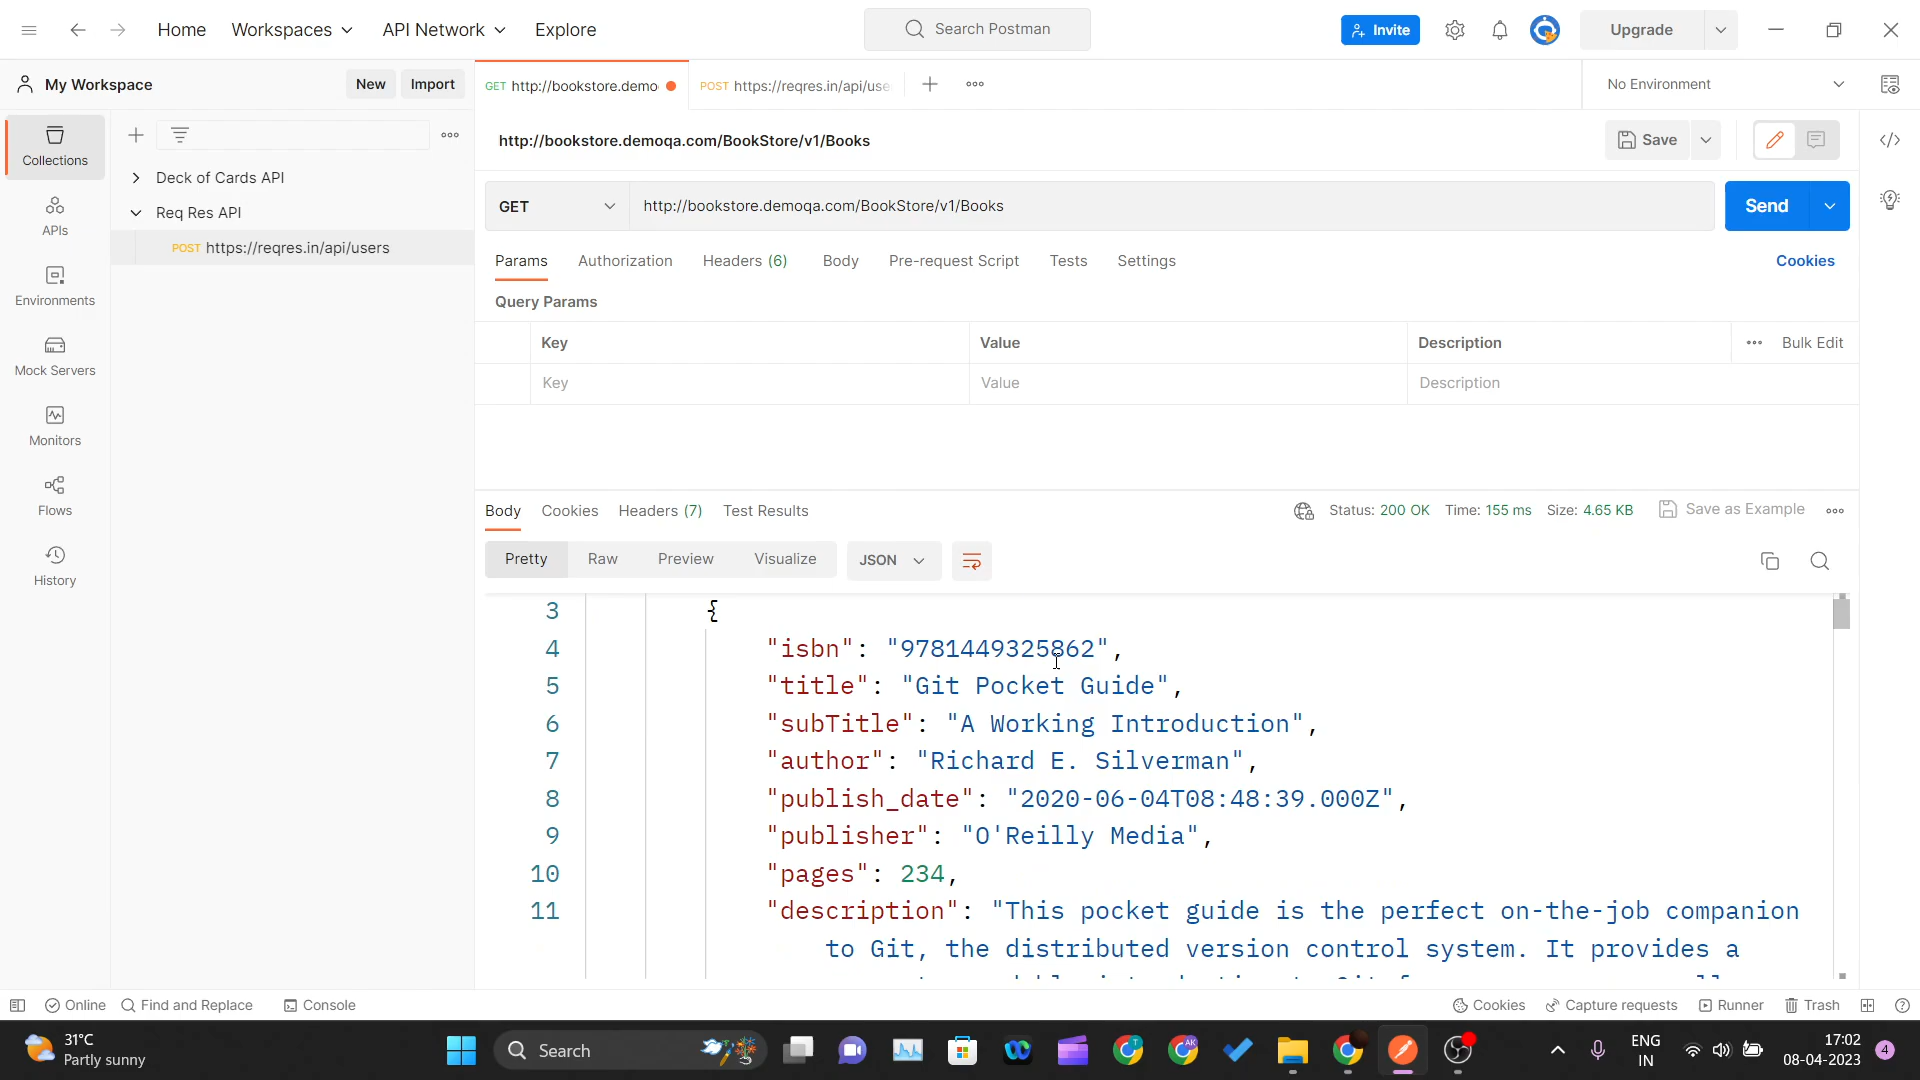 Home
Workspaces
API Network
Explore
Search Postman
Invite
Upgrade
My Workspace
New
Import
GET http://bookstore.demo
POST https://reqres.in/api/use
No Environment
Collections
Deck of Cards API
Req Res API
POST https://reqres.in/api/users
APIs
Environments
Mock Servers
Monitors
Flows
History
http://bookstore.demoqa.com/BookStore/v1/Books
Save
GET
http://bookstore.demoqa.com/BookStore/v1/Books
Send
Params
Authorization
Headers (6)
Body
Pre-request Script
Tests
Settings
Cookies
Query Params
Key
Value
Description
Bulk Edit
Key
Value
Description
Body
Cookies
Headers (7)
Test Results
Status: 200 OK
Time: 155 ms
Size: 4.65 KB
Save as Example
Pretty
Raw
Preview
Visualize
JSON
3 {
4 "isbn": "9781449325862",
5 "title": "Git Pocket Guide",
6 "subTitle": "A Working Introduction",
7 "author": "Richard E. Silverman",
8 "publish_date": "2020-06-04T08:48:39.000Z",
9 "publisher": "O'Reilly Media",
10 "pages": 234,
11 "description": "This pocket guide is the perfect on-the-job companion
to Git, the distributed version control system. It provides a
Online
Find and Replace
Console
Cookies
Capture requests
Runner
Trash
31°C
Partly sunny
Search
T
AK
ENG
IN
17:02
08-04-2023
4